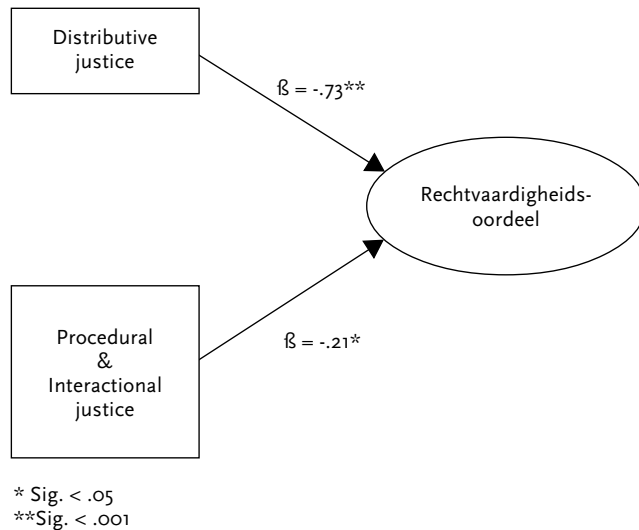 Distributive
justice
ß = -.73**
Rechtvaardigheids-
oordeel
Procedural
&
Interactional
justice
ß = -.21*
* Sig. < .05
**Sig. < .001